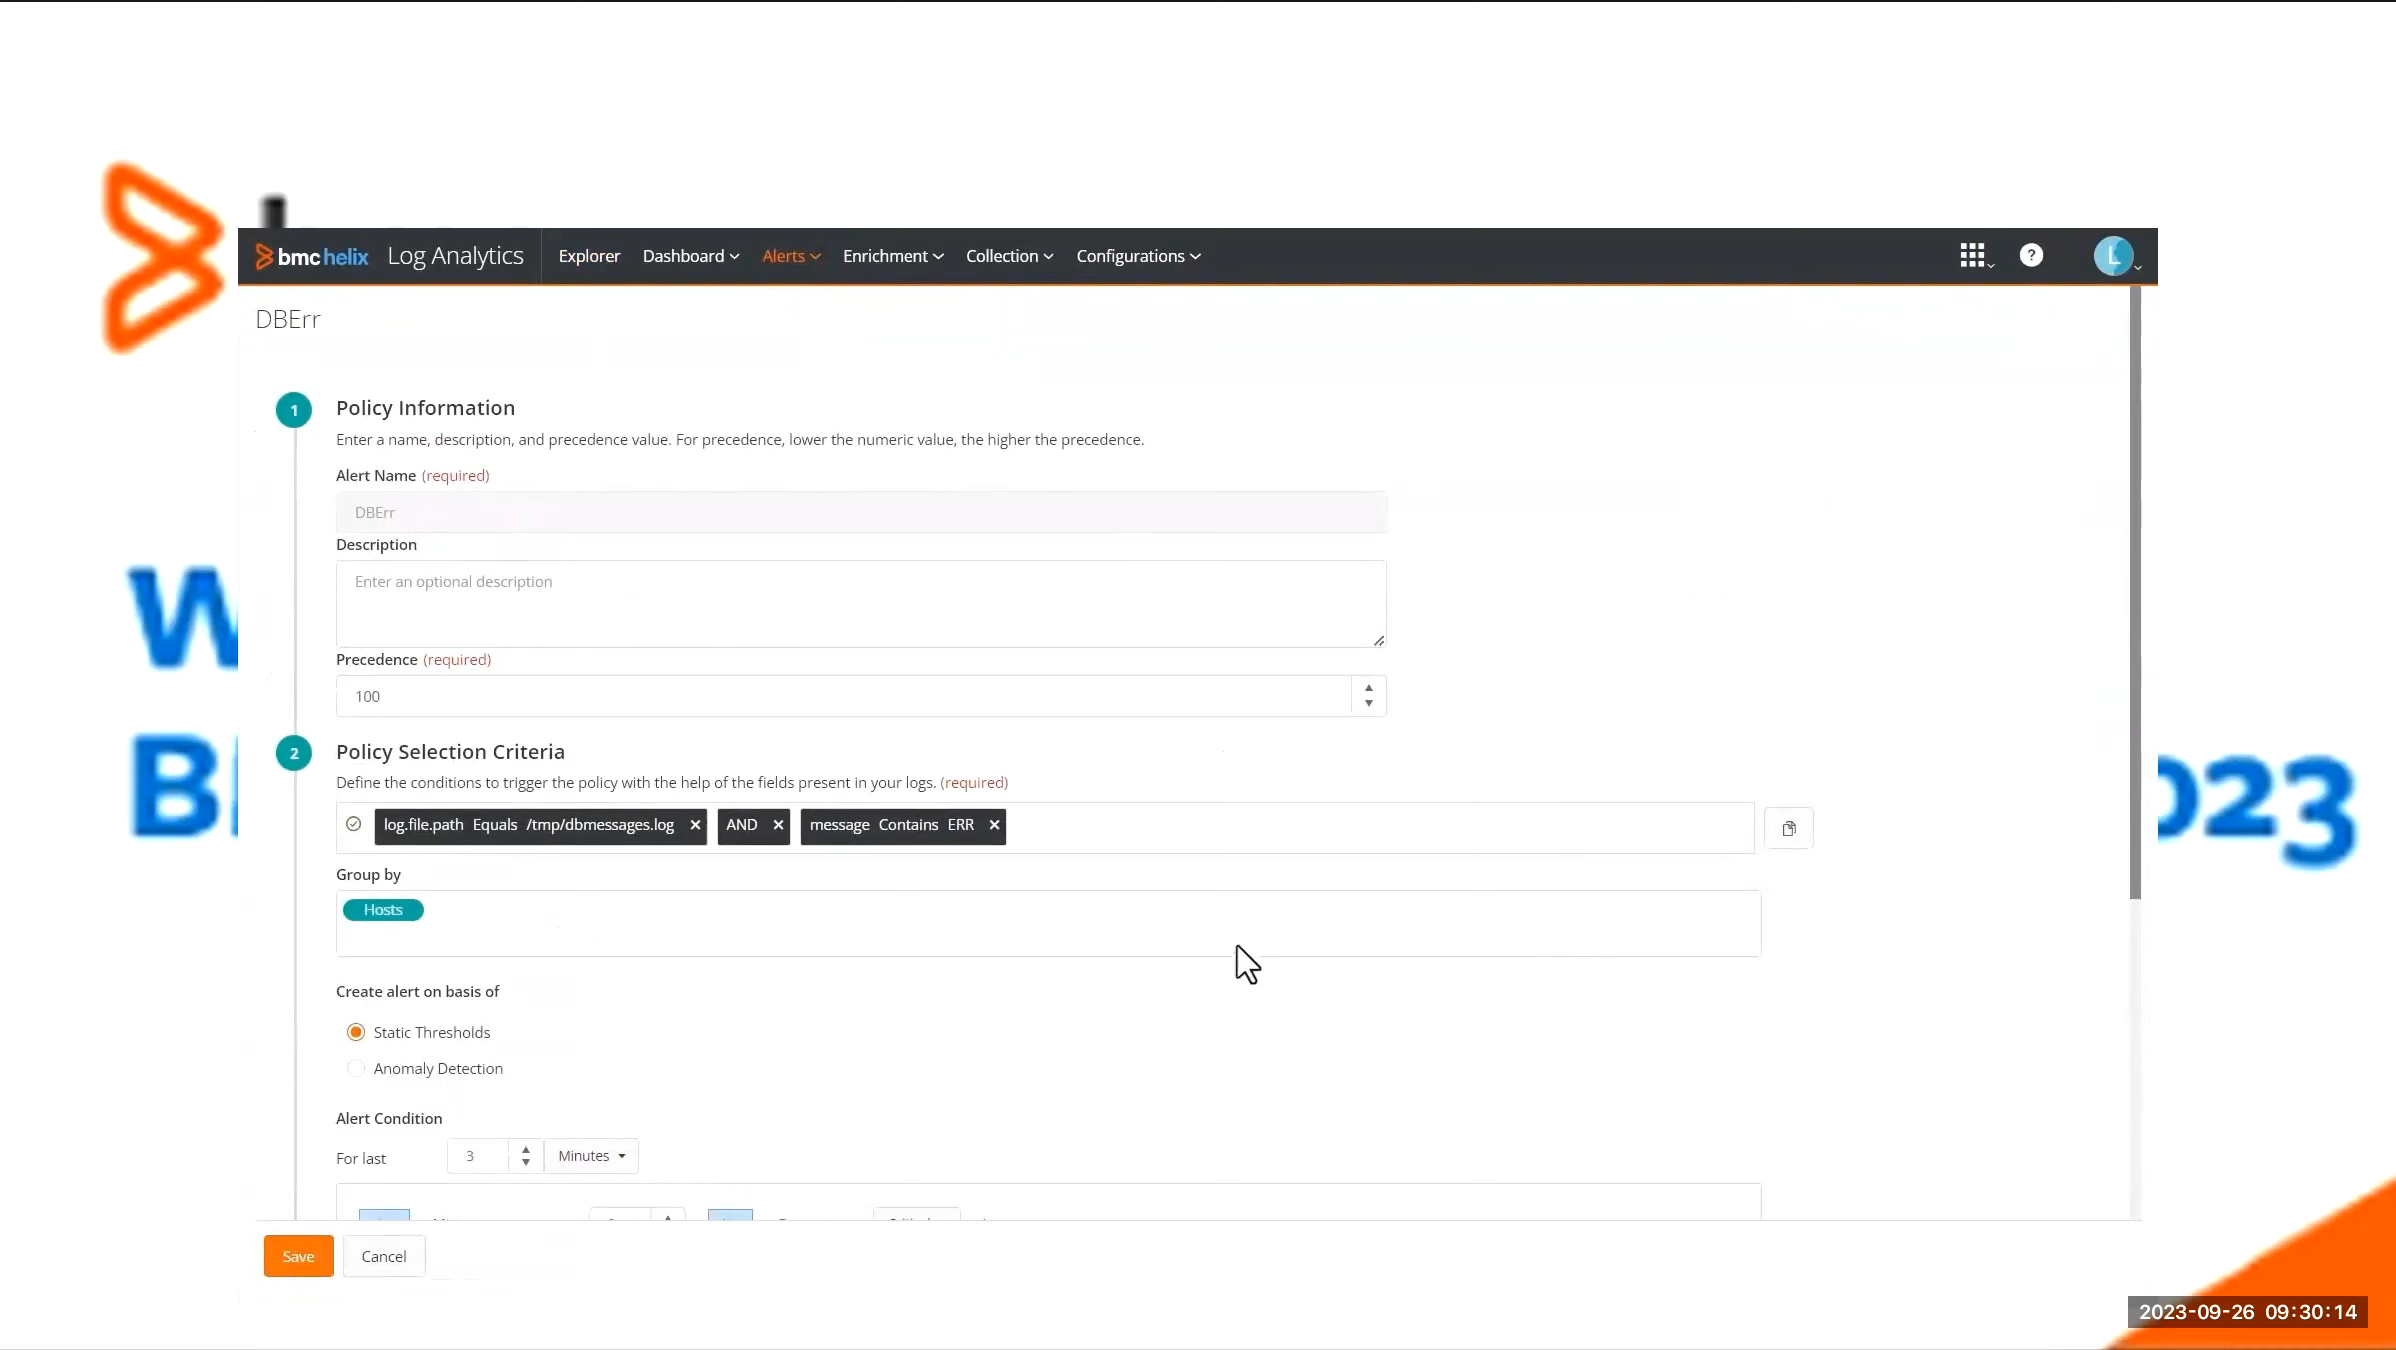 bmc helix Log Analytics Explorer Dashboard Alerts Enrichment Collection Configurations ? L
DBErr
1 Policy Information
Enter a name, description, and precedence value. For precedence, lower the numeric value, the higher the precedence.
Alert Name (required)
DBErr
Description
Enter an optional description
Precedence (required)
100
2 Policy Selection Criteria
Define the conditions to trigger the policy with the help of the fields present in your logs. (required)
log.file.path Equals /tmp/dbmessages.log × AND × message Contains ERR ×
Group by
Hosts
Create alert on basis of
Static Thresholds
Anomaly Detection
Alert Condition
For last 3 Minutes
Save Cancel
W
B 023
2023-09-26 09:30:14